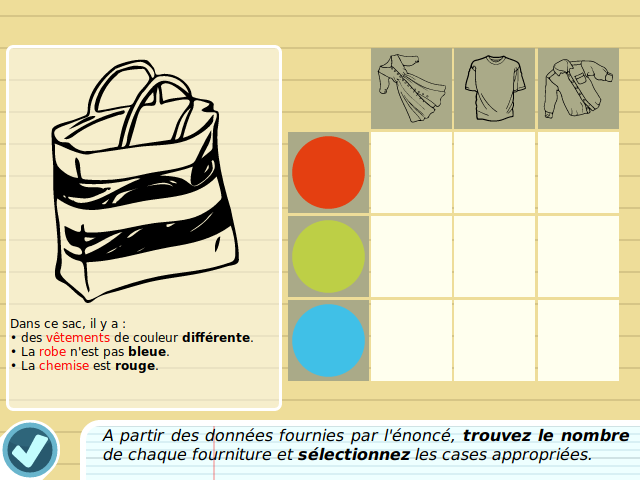 Dans ce sac, il y a :
• des vêtements de couleur différente.
• La robe n'est pas bleue.
• La chemise est rouge.
A partir des données fournies par l'énoncé, trouvez le nombre
de chaque fourniture et sélectionnez les cases appropriées.